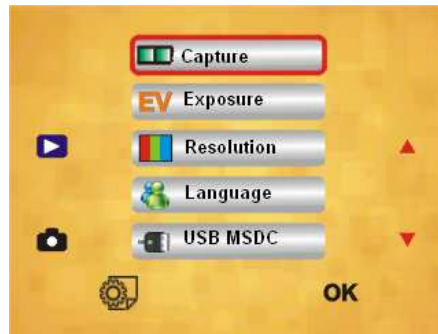 Capture
EV Exposure
Resolution
Language
USB MSDC
OK